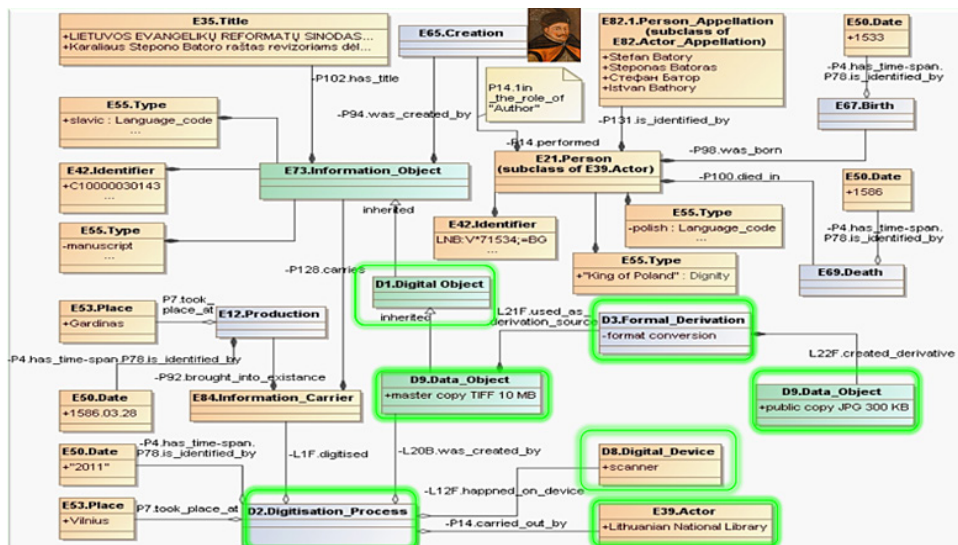 E35.Title
+LIETUVOS EVANGELIKŲ REFORMATŲ SINODAS...
+Karaliaus Stepono Batoro raštas revizoriams dėl...
E65.Creation
E82.1.Person_Appellation
(subclass of
E82.Actor_Appellation)
+Stefan Batory
+Steponas Batoras
+Стефан Батор
+Istvan Bathory
E50.Date
+1533
-P4.has_time-span.
P78.is_identified_by
E67.Birth
-P102.has_title
P14.1in
_the_role_of
"Author"
E55.Type
+slavic : Language_code
...
-P94.was_created_by
-P131.is_identified_by
-P14.performed
-P98.was_born
E42.Identifier
+C10000030143
...
E73.Information_Object
E21.Person
(subclass of E39.Actor)
-P100.died_in
E50.Date
+1586
inherited
E55.Type
-manuscript
...
E42.Identifier
LNB:V*71534;=BG
...
E55.Type
-polish : Language_code
...
-P4.has_time-span.
P78.is_identified_by
E55.Type
+"King of Poland" : Dignity
E69.Death
-P128.carries
D1.Digital Object
inherited
E53.Place
+Gardinas
P7.took_
place_at
E12.Production
L21F.used_as_
derivation_source
D3.Formal_Derivation
-format conversion
L22F.created_derivative
-P4.has_time-span.P78.is_identified_by
-P92.brought_into_existance
D9.Data_Object
+master copy TIFF 10 MB
D9.Data_Object
+public copy JPG 300 KB
E50.Date
+1586.03.28
E84.Information_Carrier
-P4.has_time-span.
P78.is_identified_by
E50.Date
+"2011"
-L1F.digitised
-L20B.was_created_by
D8.Digital_Device
+scanner
-L12F.happned_on_device
E53.Place
+Vilnius
P7.took_place_at
D2.Digitisation_Process
-P14.carried_out_by
E39.Actor
+Lithuanian National Library